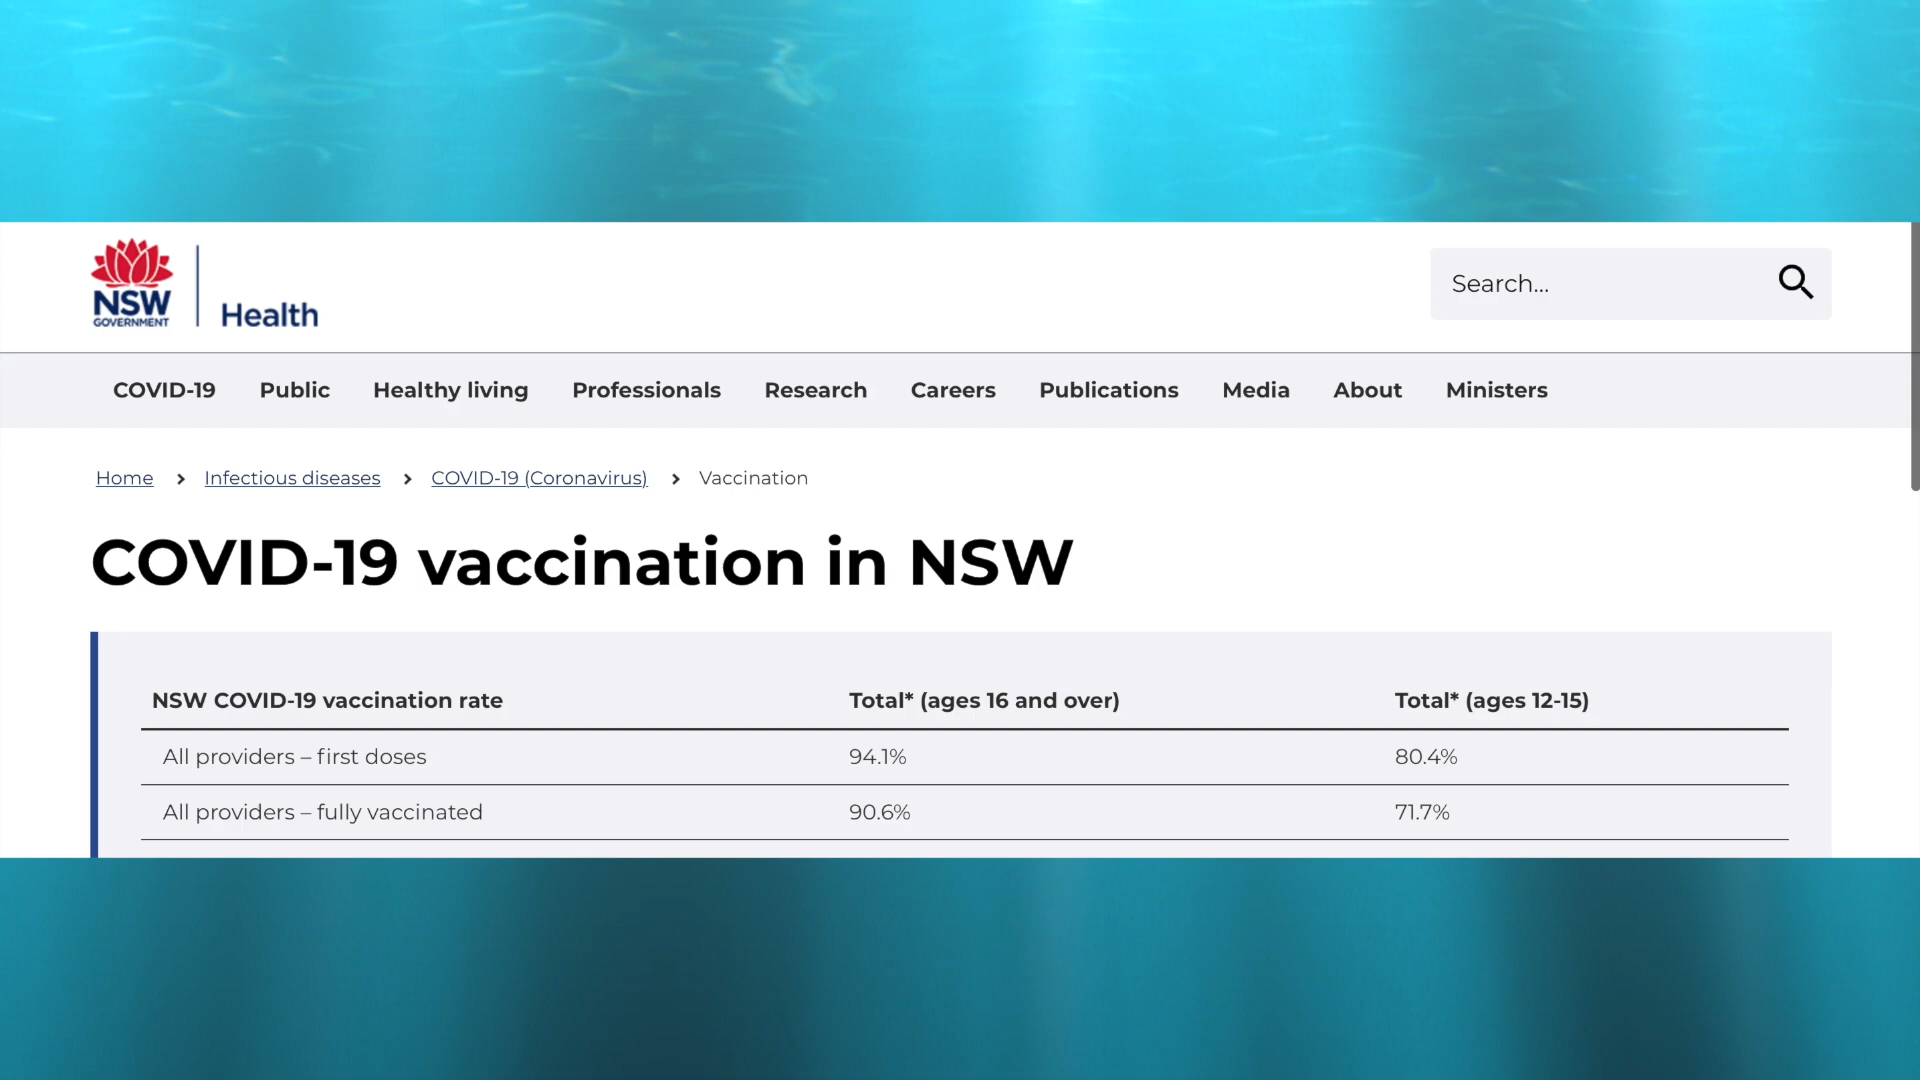 NSW
GOVERNMENT
Health
Search...
COVID-19 Public Healthy living Professionals Research Careers Publications Media About Ministers
Home > Infectious diseases > COVID-19 (Coronavirus) > Vaccination
COVID-19 vaccination in NSW
NSW COVID-19 vaccination rate Total* (ages 16 and over) Total* (ages 12-15)
All providers – first doses 94.1% 80.4%
All providers – fully vaccinated 90.6% 71.7%